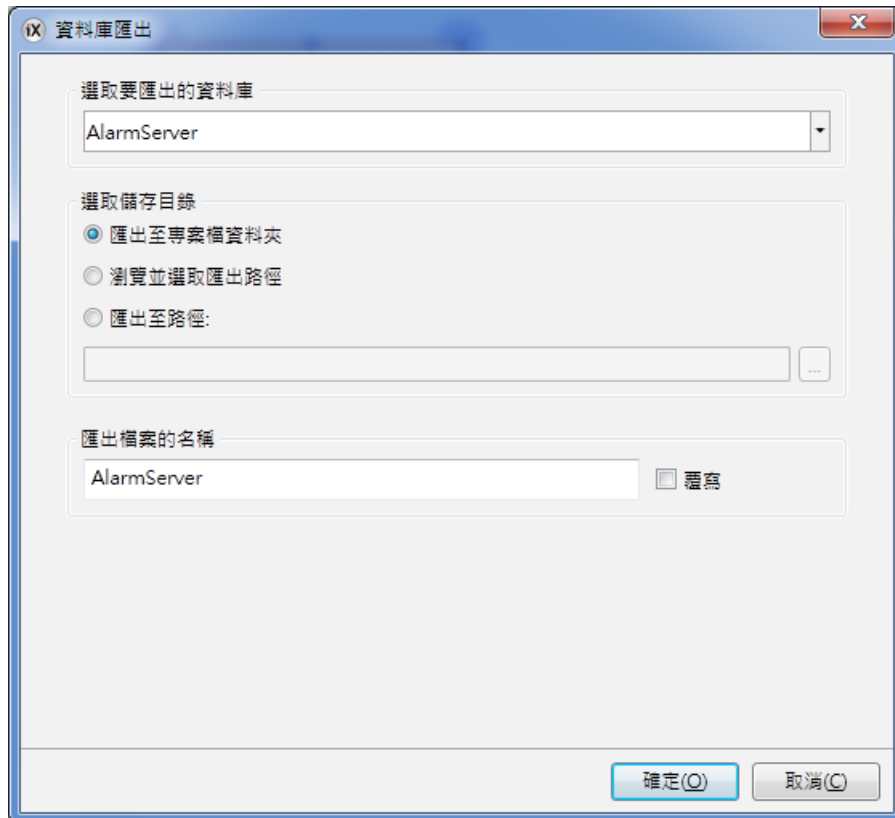 iX 資料庫匯出
選取要匯出的資料庫
AlarmServer
選取儲存目錄
匯出至專案檔資料夾
瀏覽並選取匯出路徑
匯出至路徑:
...
匯出檔案的名稱
AlarmServer
覆寫
確定(O) 取消(C)